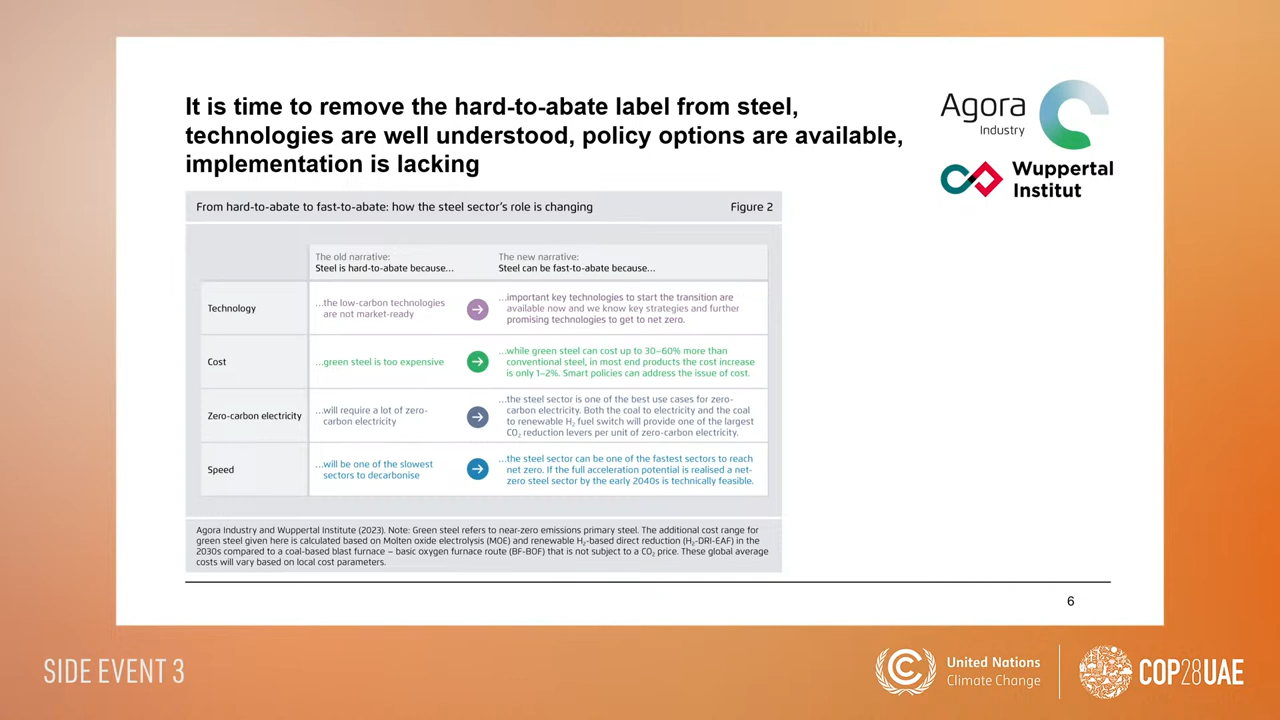 It is time to remove the hard-to-abate label from steel,
technologies are well understood, policy options are available,
implementation is lacking
Agora
Industry
Wuppertal
Institut
From hard-to-abate to fast-to-abate: how the steel sector's role is changing
Figure 2
The old narrative:
Steel is hard-to-abate because...
The new narrative:
Steel can be fast-to-abate because...
Technology
...the low-carbon technologies
are not market-ready
...important key technologies to start the transition are
available now and we know key strategies and further
promising technologies to get to net zero.
Cost
...green steel is too expensive
...while green steel can cost up to 30–60% more than
conventional steel, in most end products the cost increase
is only 1–2%. Smart policies can address the issue of cost.
Zero-carbon electricity
...will require a lot of zero-
carbon electricity
...the steel sector is one of the best use cases for zero-
carbon electricity. Both the coal to electricity and the coal
to renewable H₂ fuel switch will provide one of the largest
CO₂ reduction levers per unit of zero-carbon electricity.
Speed
...will be one of the slowest
sectors to decarbonise
...the steel sector can be one of the fastest sectors to reach
net zero. If the full acceleration potential is realised a net-
zero steel sector by the early 2040s is technically feasible.
Agora Industry and Wuppertal Institute (2023). Note: Green steel refers to near-zero emissions primary steel. The additional cost range for
green steel given here is calculated based on Molten oxide electrolysis (MOE) and renewable H₂-based direct reduction (H₂-DRI-EAF) in the
2030s compared to a coal-based blast furnace – basic oxygen furnace route (BF-BOF) that is not subject to a CO₂ price. These global average
costs will vary based on local cost parameters.
6
SIDE EVENT 3
United Nations
Climate Change
COP28UAE